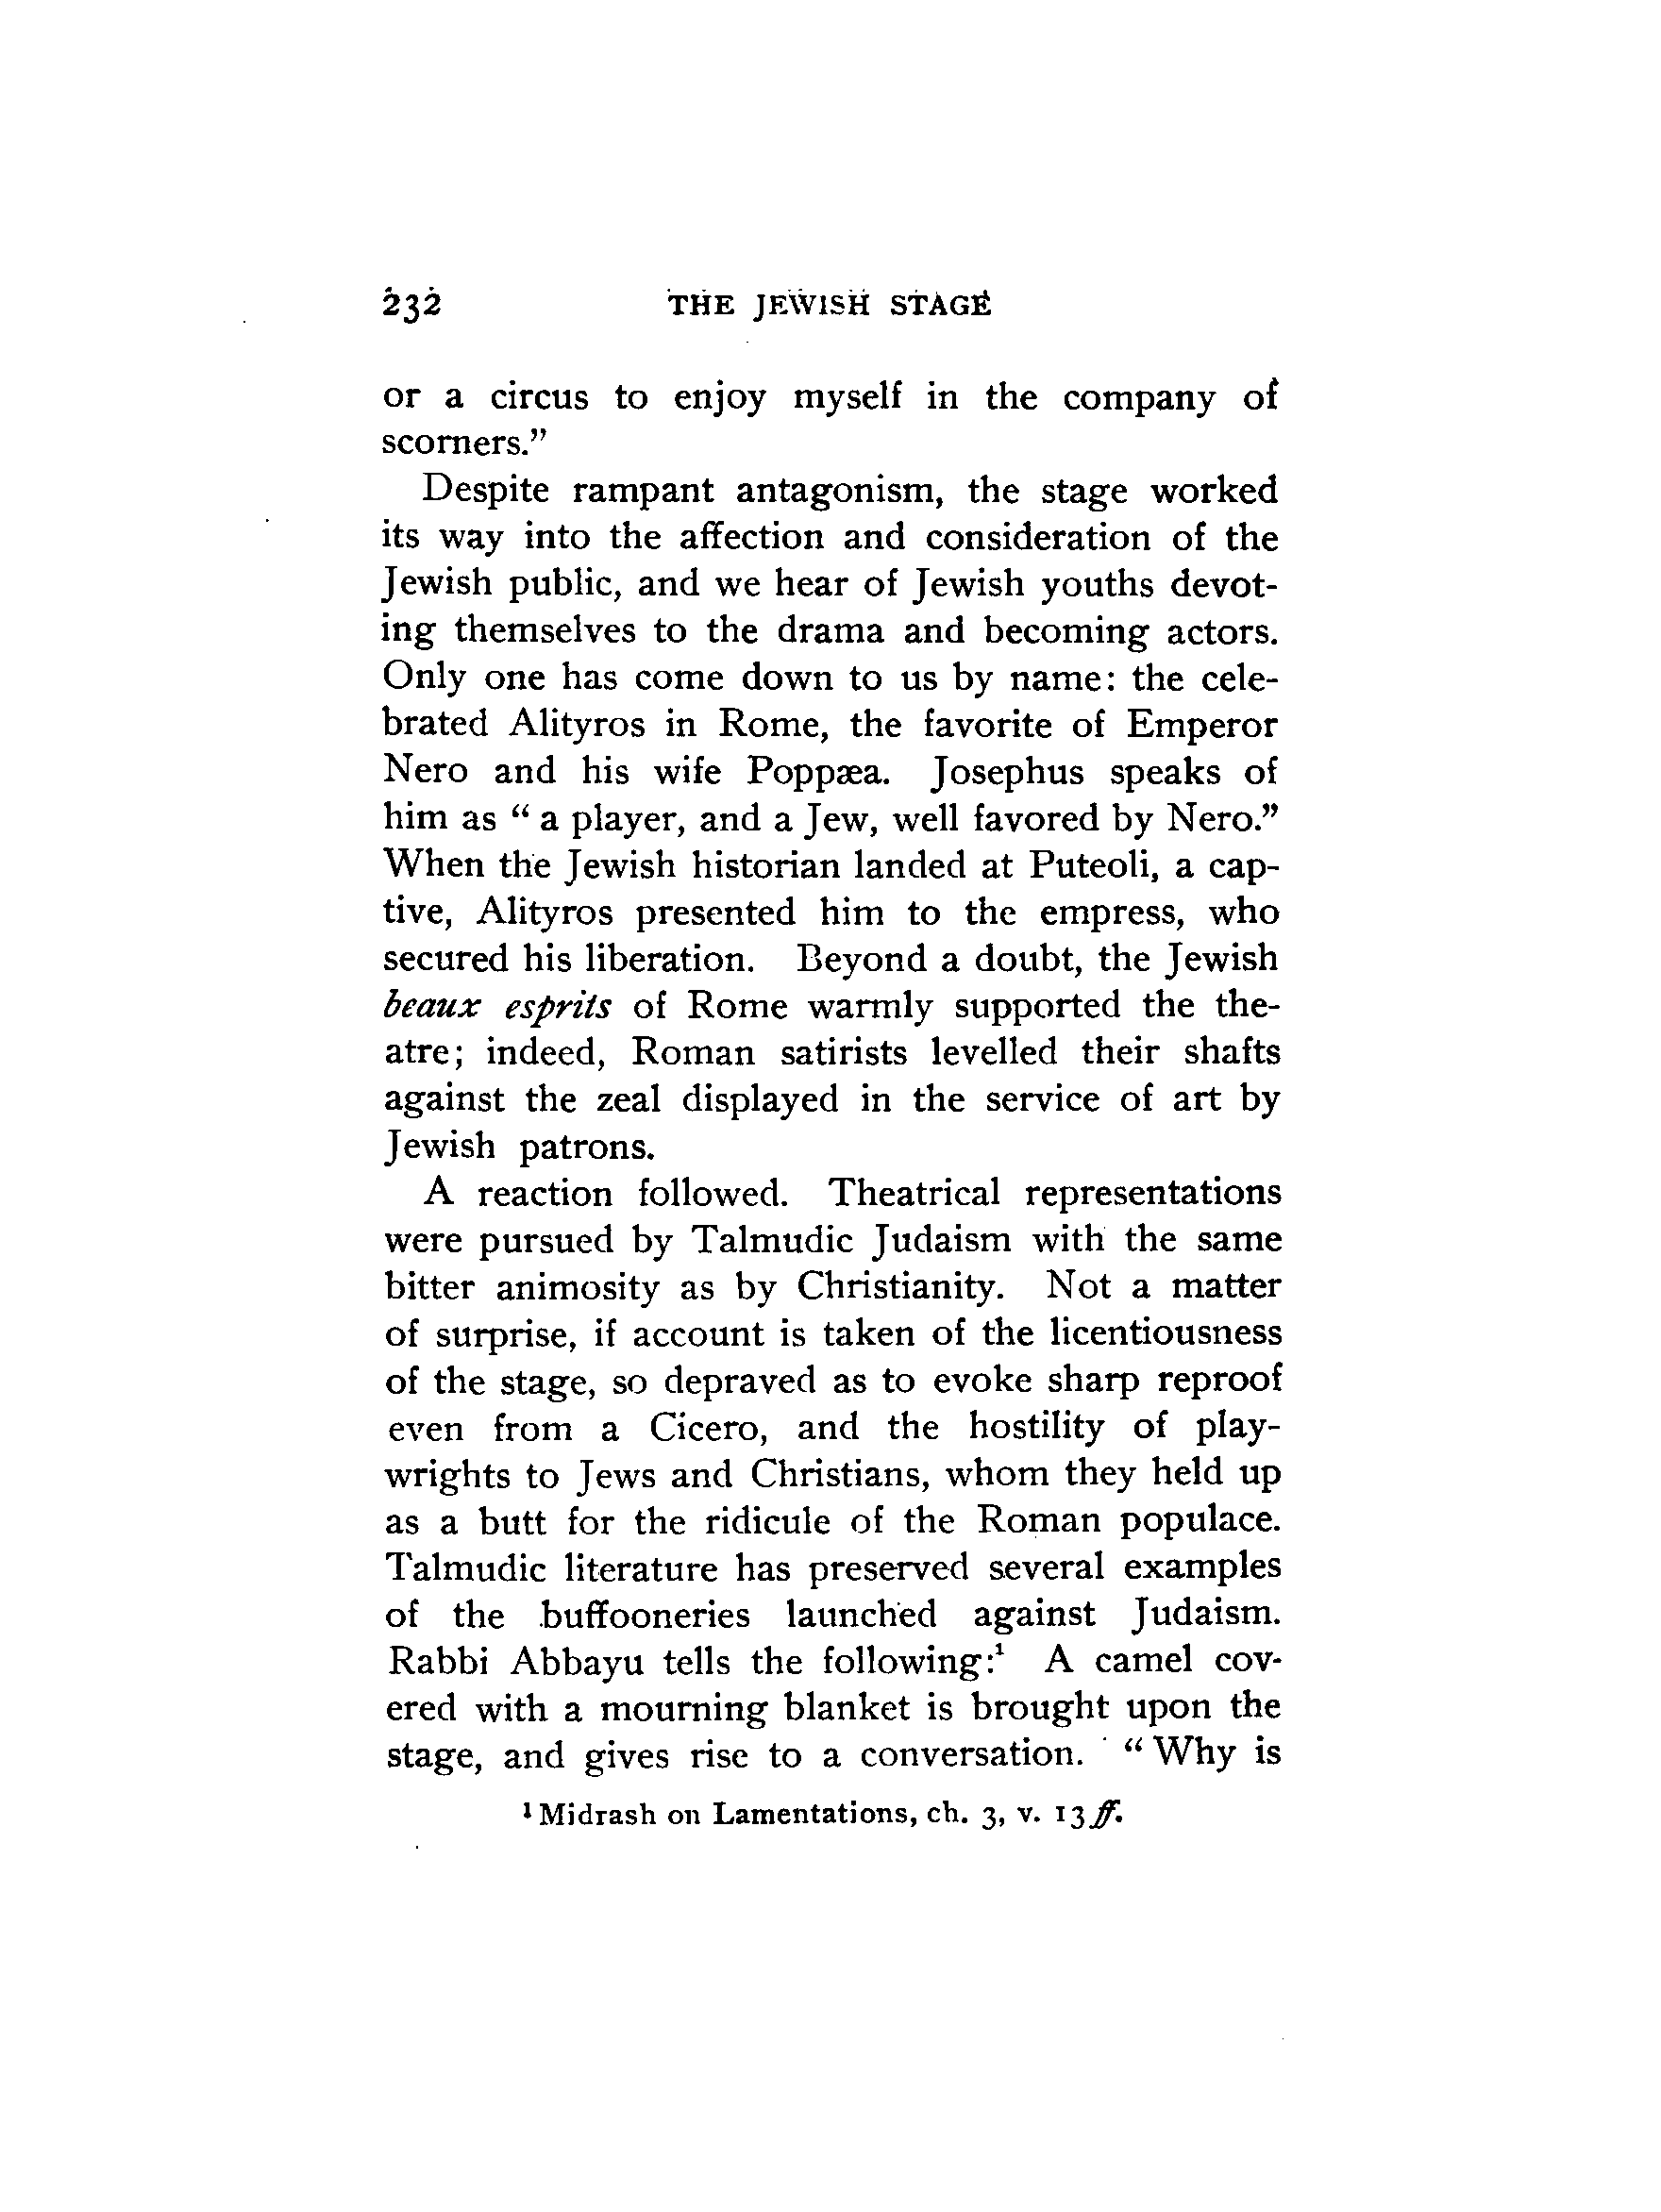 232 THE JEWISH STAGE
or a circus to enjoy myself in the company of
scorners.”
Despite rampant antagonism, the stage worked
its way into the affection and consideration of the
Jewish public, and we hear of Jewish youths devot-
ing themselves to the drama and becoming actors.
Only one has come down to us by name: the cele-
brated Alityros in Rome, the favorite of Emperor
Nero and his wife Poppæa. Josephus speaks of
him as “ a player, and a Jew, well favored by Nero.”
When the Jewish historian landed at Puteoli, a cap-
tive, Alityros presented him to the empress, who
secured his liberation. Beyond a doubt, the Jewish
beaux esprits of Rome warmly supported the the-
atre; indeed, Roman satirists levelled their shafts
against the zeal displayed in the service of art by
Jewish patrons.
A reaction followed. Theatrical representations
were pursued by Talmudic Judaism with the same
bitter animosity as by Christianity. Not a matter
of surprise, if account is taken of the licentiousness
of the stage, so depraved as to evoke sharp reproof
even from a Cicero, and the hostility of play-
wrights to Jews and Christians, whom they held up
as a butt for the ridicule of the Roman populace.
Talmudic literature has preserved several examples
of the buffooneries launched against Judaism.
Rabbi Abbayu tells the following:¹ A camel cov-
ered with a mourning blanket is brought upon the
stage, and gives rise to a conversation. “ Why is
¹ Midrash on Lamentations, ch. 3, v. 13 ff.